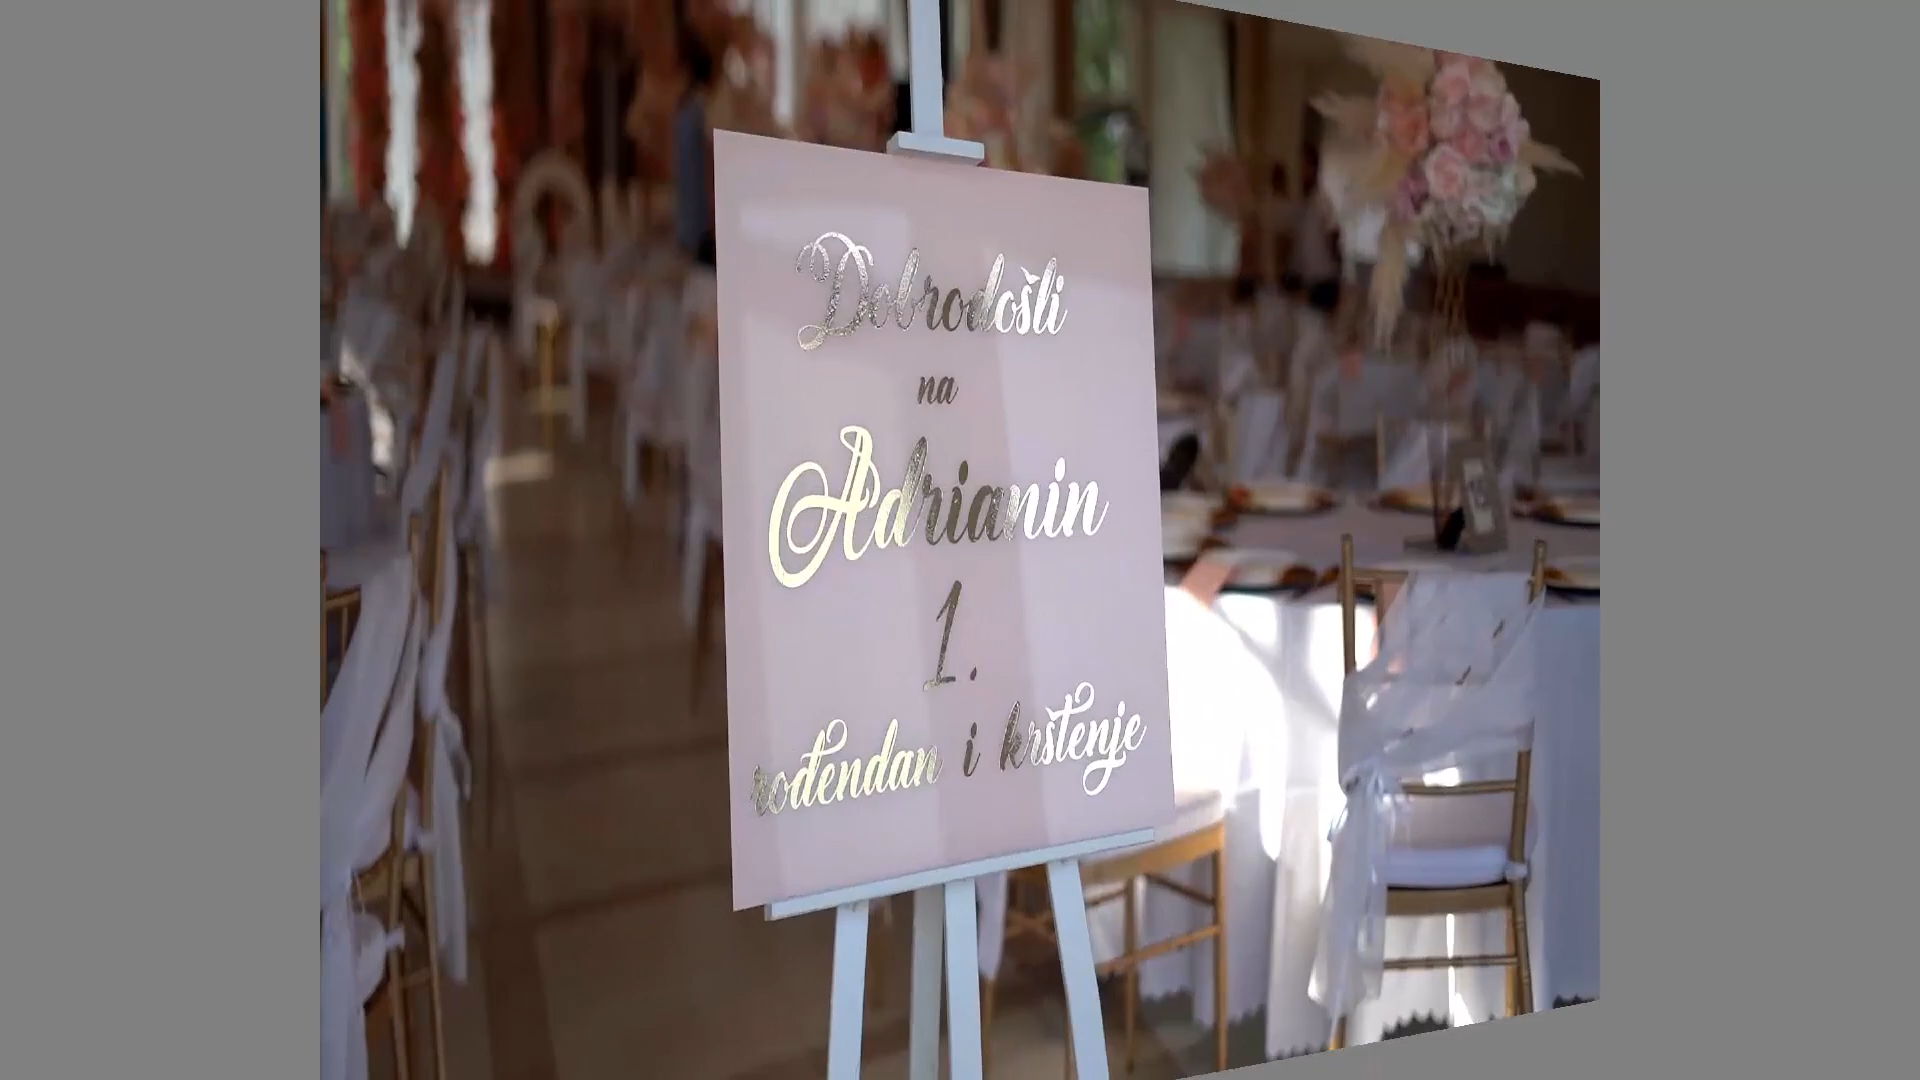 Dobrodošli
na
Adrianin
1.
rođendan i krštenje